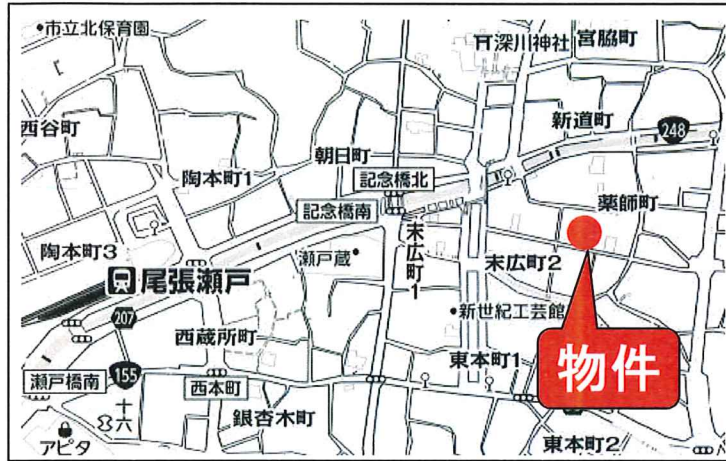 市立北保育園
深川神社
宮脇町
西谷町
新道町
248
朝日町
陶本町1
記念橋北
薬師町
記念橋南
末広町1
陶本町3
瀬戸蔵
末広町2
尾張瀬戸
新世紀工芸館
207
西蔵所町
東本町1
物件
155
瀬戸橋南
西本町
十六
銀杏木町
アピタ
東本町2